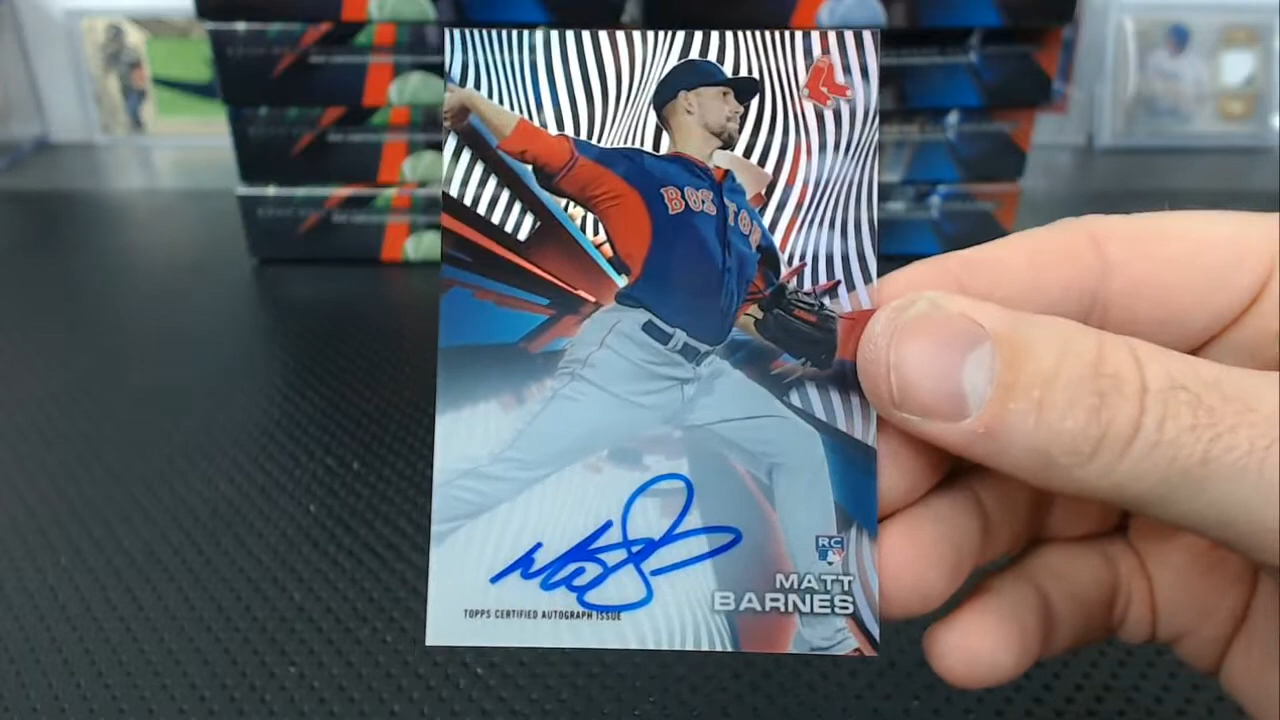 BOSTON
RC
MATT
BARNES
TOPPS CERTIFIED AUTOGRAPH ISSUE